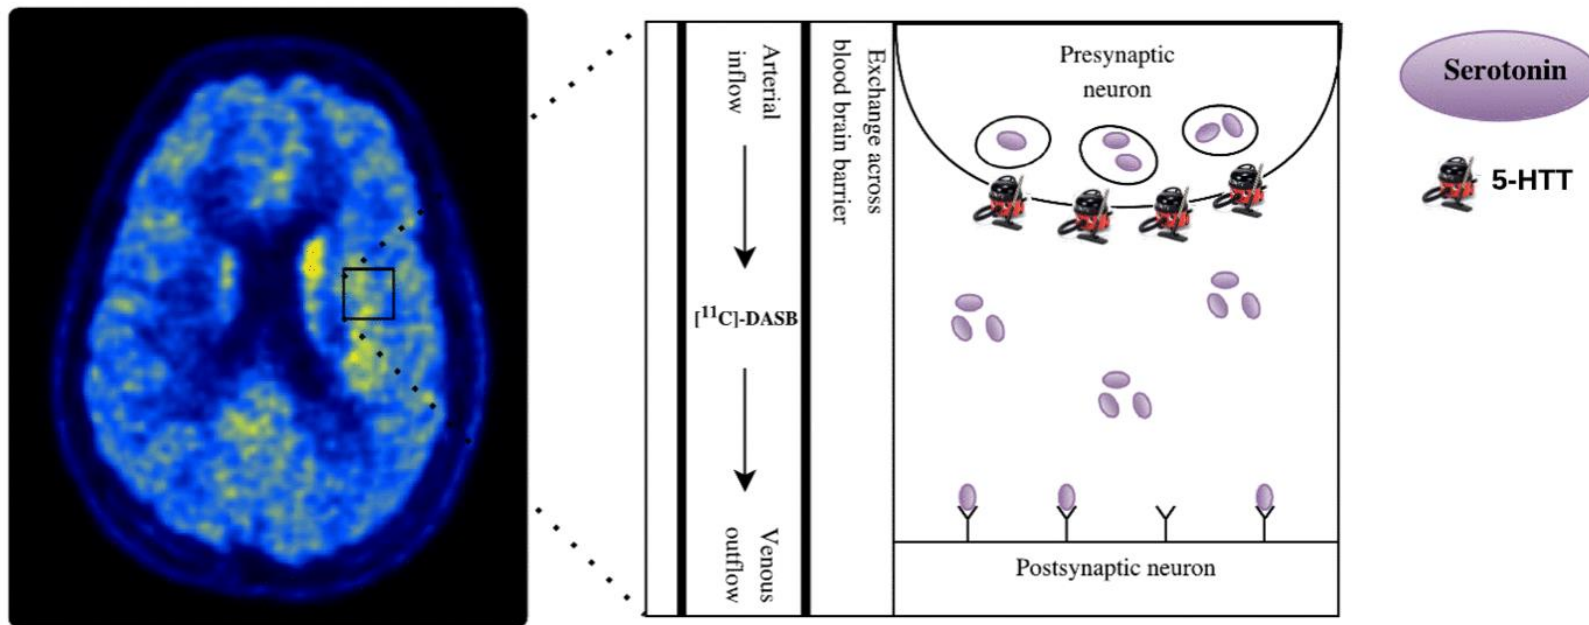 Arterial
inflow
[¹¹C]-DASB
Venous
outflow
Exchange across
blood brain barrier
Presynaptic
neuron
Postsynaptic neuron
Serotonin
5-HTT